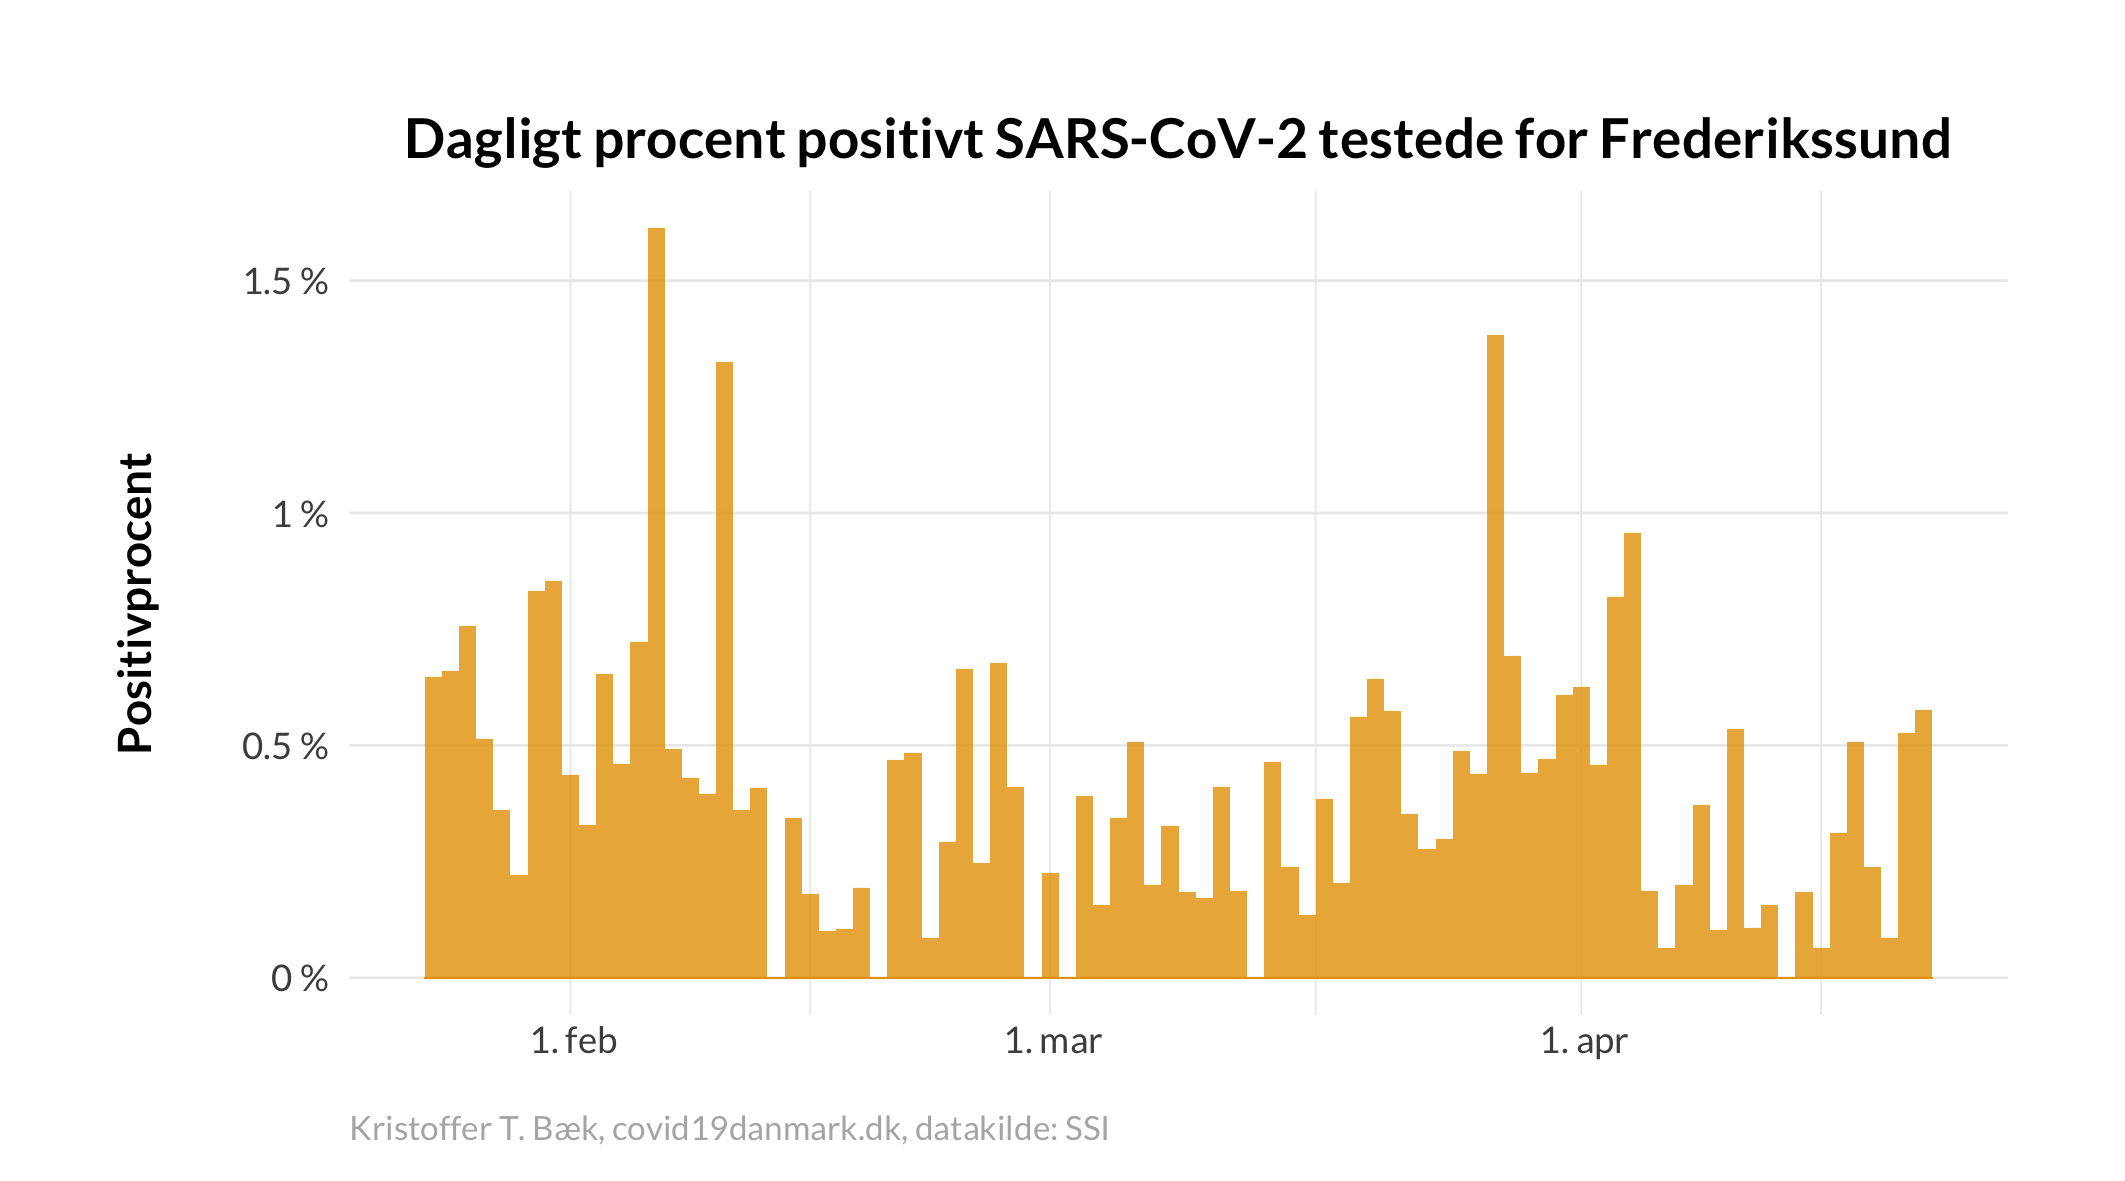 Dagligt procent positivt SARS-CoV-2 testede for Frederikssund
Positivprocent
1.5 %
1 %
0.5 %
0 %
1. feb
1. mar
1. apr
Kristoffer T. Bæk, covid19danmark.dk, datakilde: SSI